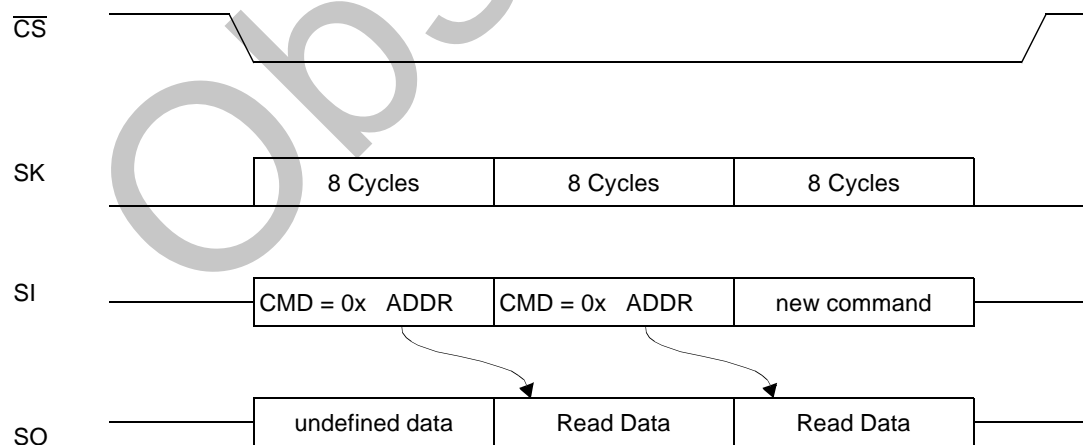 CS
SK
8 Cycles 8 Cycles 8 Cycles
SI
CMD = 0x ADDR CMD = 0x ADDR new command
SO
undefined data Read Data Read Data
Obs